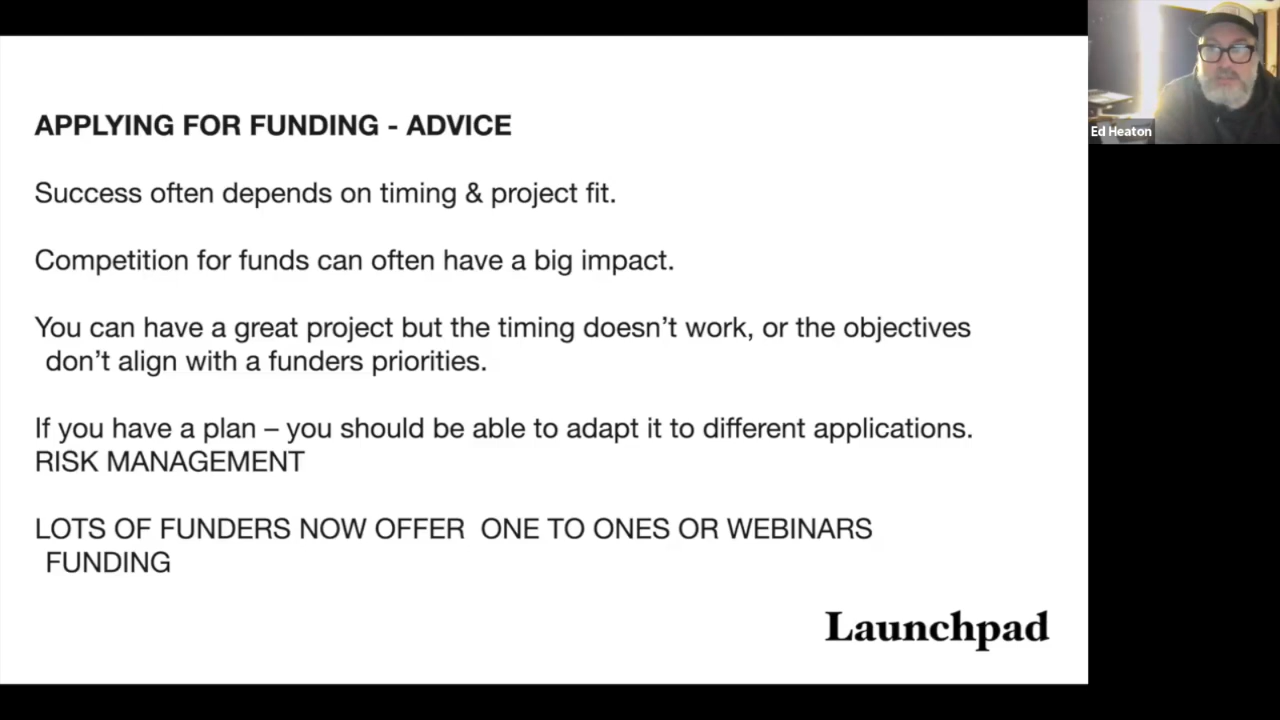 APPLYING FOR FUNDING - ADVICE
Success often depends on timing & project fit.
Competition for funds can often have a big impact.
You can have a great project but the timing doesn’t work, or the objectives
don’t align with a funders priorities.
If you have a plan – you should be able to adapt it to different applications.
RISK MANAGEMENT
LOTS OF FUNDERS NOW OFFER  ONE TO ONES OR WEBINARS
FUNDING
Launchpad
Ed Heaton